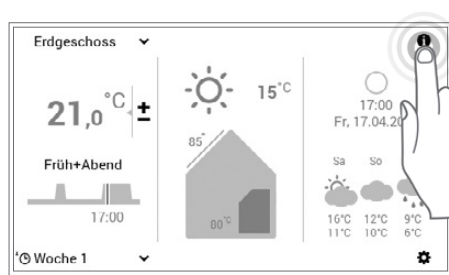 Erdgeschoss
21,0 °C ±
Früh+Abend
17:00
Woche 1
15°C
85°
80°C
17:00
Fr, 17.04.20
Sa So
16°C 12°C 9°C
11°C 10°C 6°C